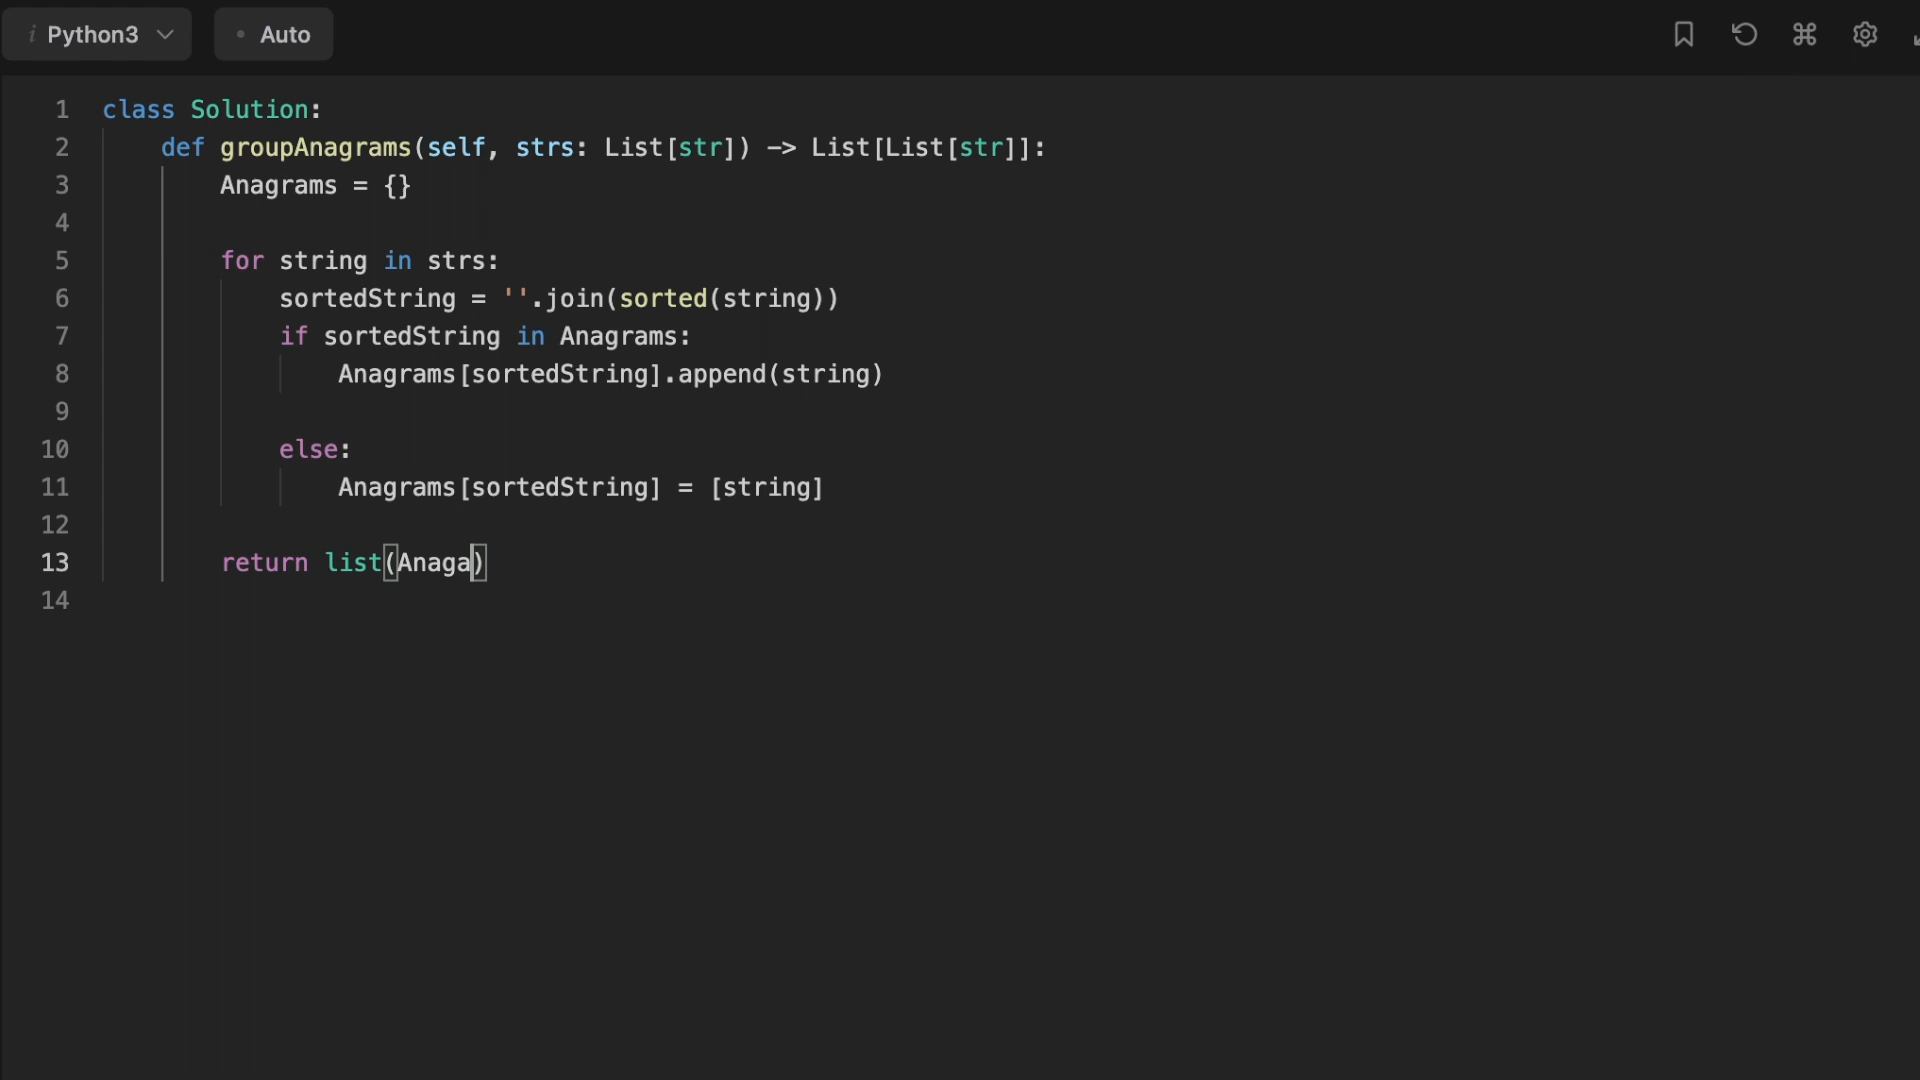 i Python3
Auto
1 class Solution:
2 def groupAnagrams(self, strs: List[str]) -> List[List[str]]:
3 Anagrams = {}
4
5 for string in strs:
6 sortedString = ''.join(sorted(string))
7 if sortedString in Anagrams:
8 Anagrams[sortedString].append(string)
9
10 else:
11 Anagrams[sortedString] = [string]
12
13 return list(Anaga)
14